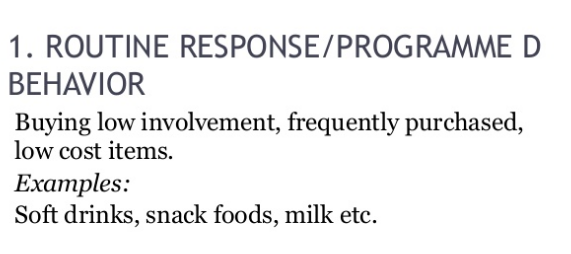 1. ROUTINE RESPONSE/PROGRAMME D
BEHAVIOR
Buying low involvement, frequently purchased,
low cost items.
Examples:
Soft drinks, snack foods, milk etc.